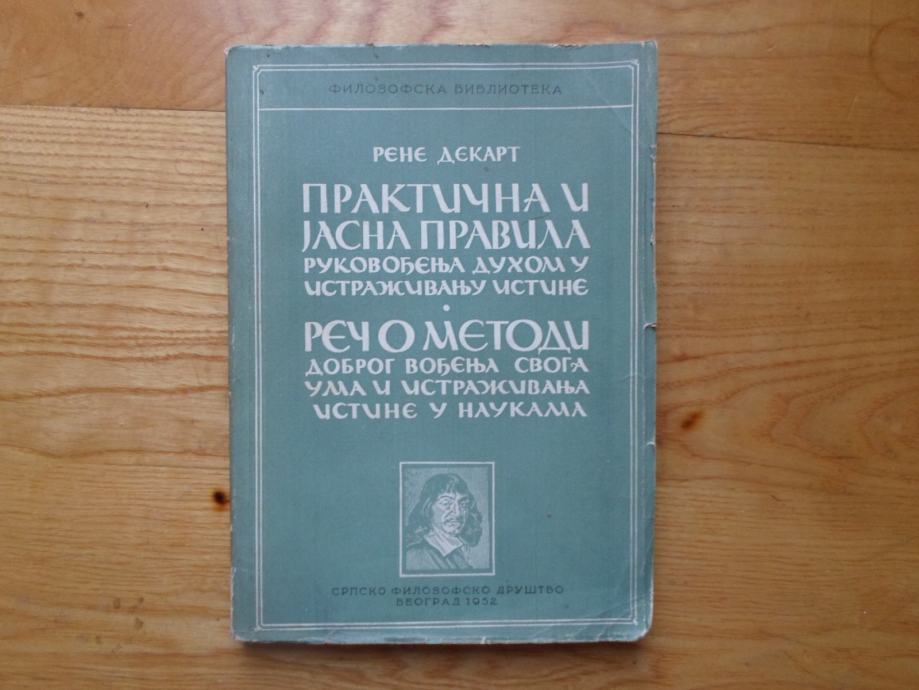 ФИЛОЗОФСКА БИБЛИОТЕКА
РЕНЕ ДЕКАРТ
ПРАКТИЧНА И
ЈАСНА ПРАВИЛА
РУКОВОЂЕЊА ДУХОМ У
ИСТРАЖИВАЊУ ИСТИНЕ
•
РЕЧ О МЕТОДИ
ДОБРОГ ВОЂЕЊА СВОГА
УМА И ИСТРАЖИВАЊА
ИСТИНЕ У НАУКАМА
СРПСКО ФИЛОЗОФСКО ДРУШТВО
БЕОГРАД 1952